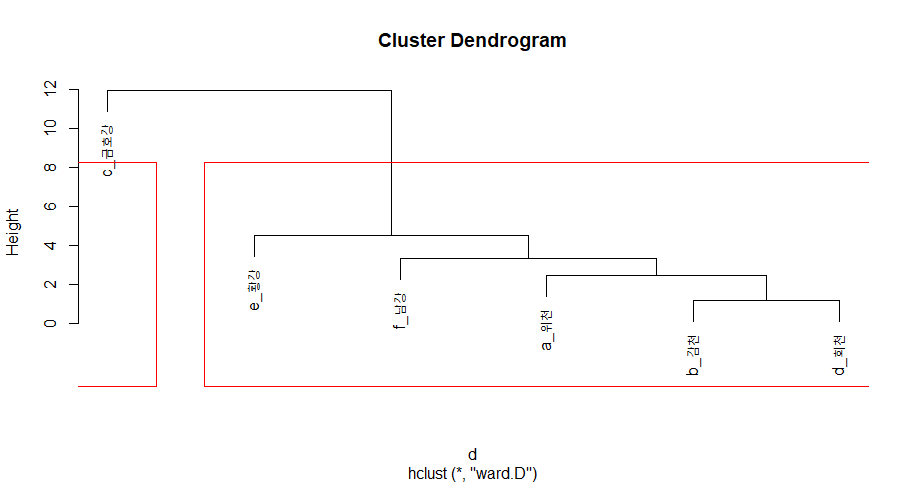 Cluster Dendrogram
Height
0
2
4
6
8
10
12
c_금호강
e_황강
f_남강
a_위천
b_감천
d_회천
d
hclust (*, "ward.D")